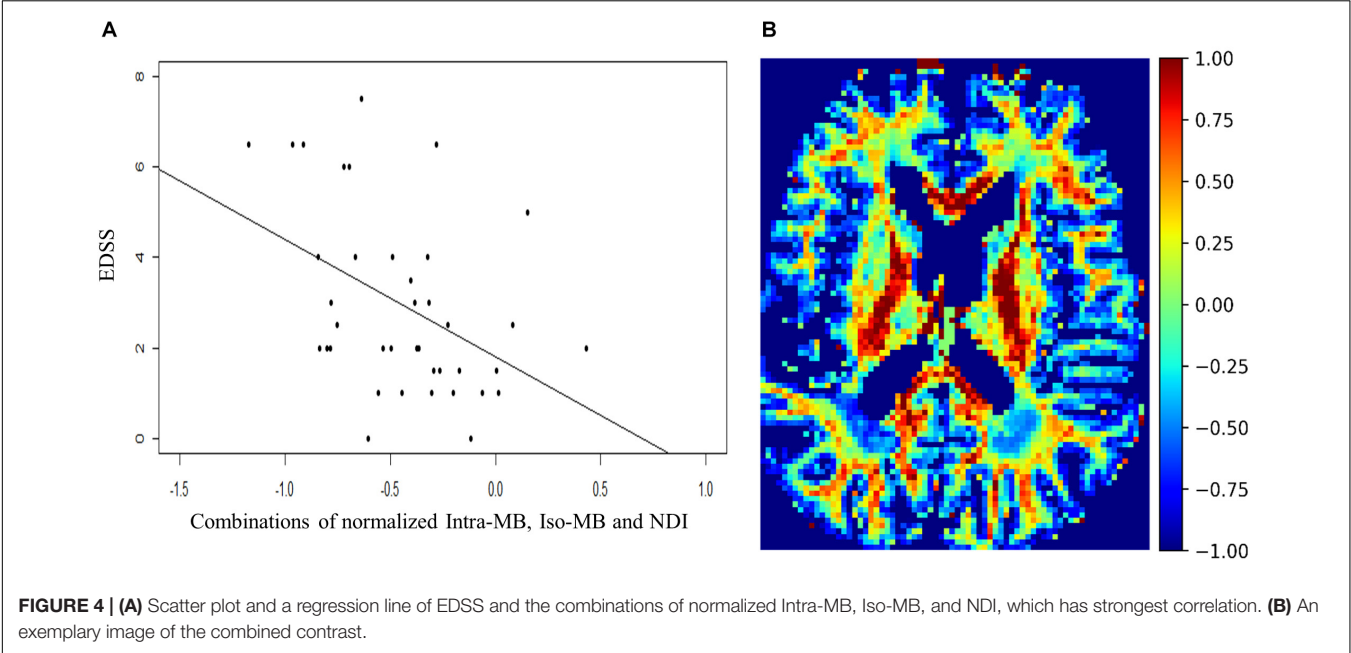 A
B
8
6
4
2
0
EDSS
-1.5 -1.0 -0.5 0.0 0.5 1.0
Combinations of normalized Intra-MB, Iso-MB and NDI
1.00
0.75
0.50
0.25
0.00
−0.25
−0.50
−0.75
−1.00
FIGURE 4 | (A) Scatter plot and a regression line of EDSS and the combinations of normalized Intra-MB, Iso-MB, and NDI, which has strongest correlation. (B) An
exemplary image of the combined contrast.